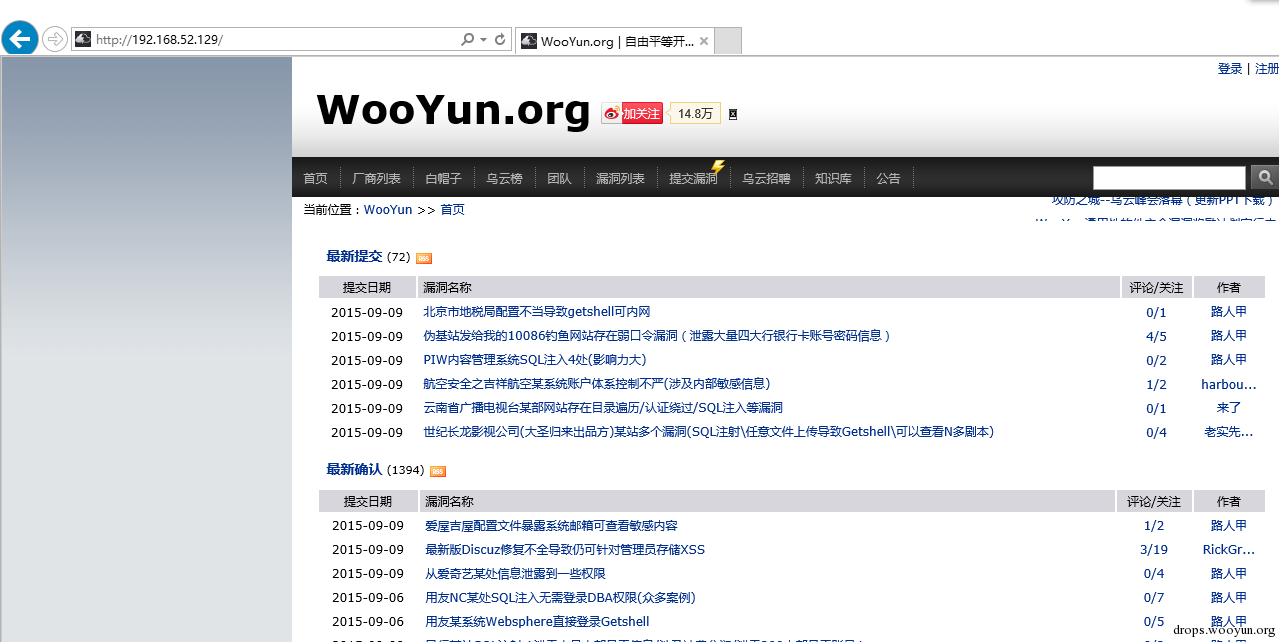 http://192.168.52.129/
WooYun.org | 自由平等开...
登录 | 注册
WooYun.org
加关注
14.8万
首页 厂商列表 白帽子 乌云榜 团队 漏洞列表 提交漏洞 乌云招聘 知识库 公告
当前位置：WooYun >> 首页
攻防之城--乌云峰会落幕（更新PPT下载）
最新提交 (72) RSS
提交日期 漏洞名称 评论/关注 作者
2015-09-09 北京市地税局配置不当导致getshell可内网 0/1 路人甲
2015-09-09 伪基站发给我的10086钓鱼网站存在弱口令漏洞（泄露大量四大行银行卡账号密码信息） 4/5 路人甲
2015-09-09 PIW内容管理系统SQL注入4处(影响力大) 0/2 路人甲
2015-09-09 航空安全之吉祥航空某系统账户体系控制不严(涉及内部敏感信息) 1/2 harbou...
2015-09-09 云南省广播电视台某部网站存在目录遍历/认证绕过/SQL注入等漏洞 0/1 来了
2015-09-09 世纪长龙影视公司(大圣归来出品方)某站多个漏洞(SQL注射\任意文件上传导致Getshell\可以查看N多剧本) 0/4 老实先...
最新确认 (1394) RSS
提交日期 漏洞名称 评论/关注 作者
2015-09-09 爱屋吉屋配置文件暴露系统邮箱可查看敏感内容 1/2 路人甲
2015-09-09 最新版Discuz修复不全导致仍可针对管理员存储XSS 3/19 RickGr...
2015-09-09 从爱奇艺某处信息泄露到一些权限 0/4 路人甲
2015-09-06 用友NC某处SQL注入无需登录DBA权限(众多案例) 0/7 路人甲
2015-09-06 用友某系统Websphere直接登录Getshell 0/5 路人甲
drops.wooyun.org